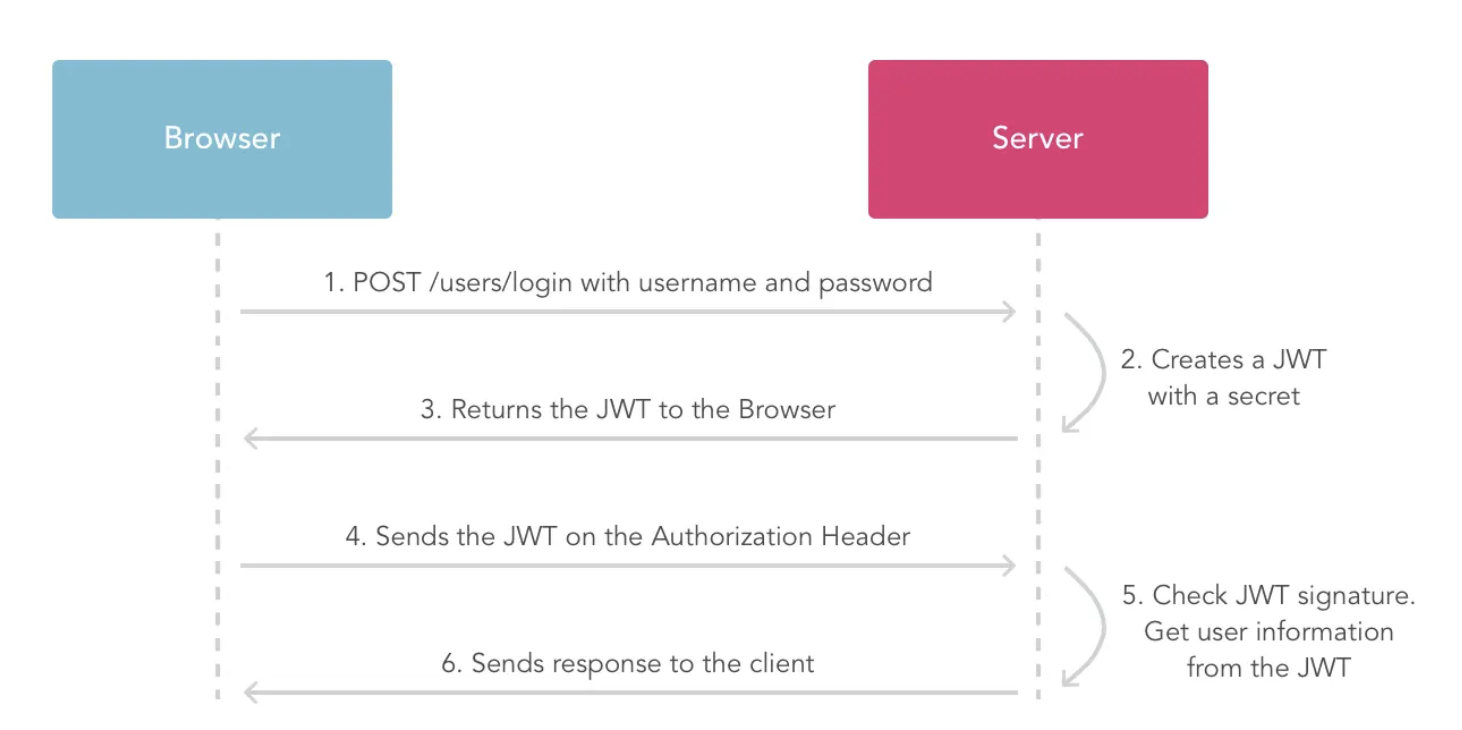 Browser
Server
1. POST /users/login with username and password
2. Creates a JWT
with a secret
3. Returns the JWT to the Browser
4. Sends the JWT on the Authorization Header
5. Check JWT signature.
Get user information
from the JWT
6. Sends response to the client